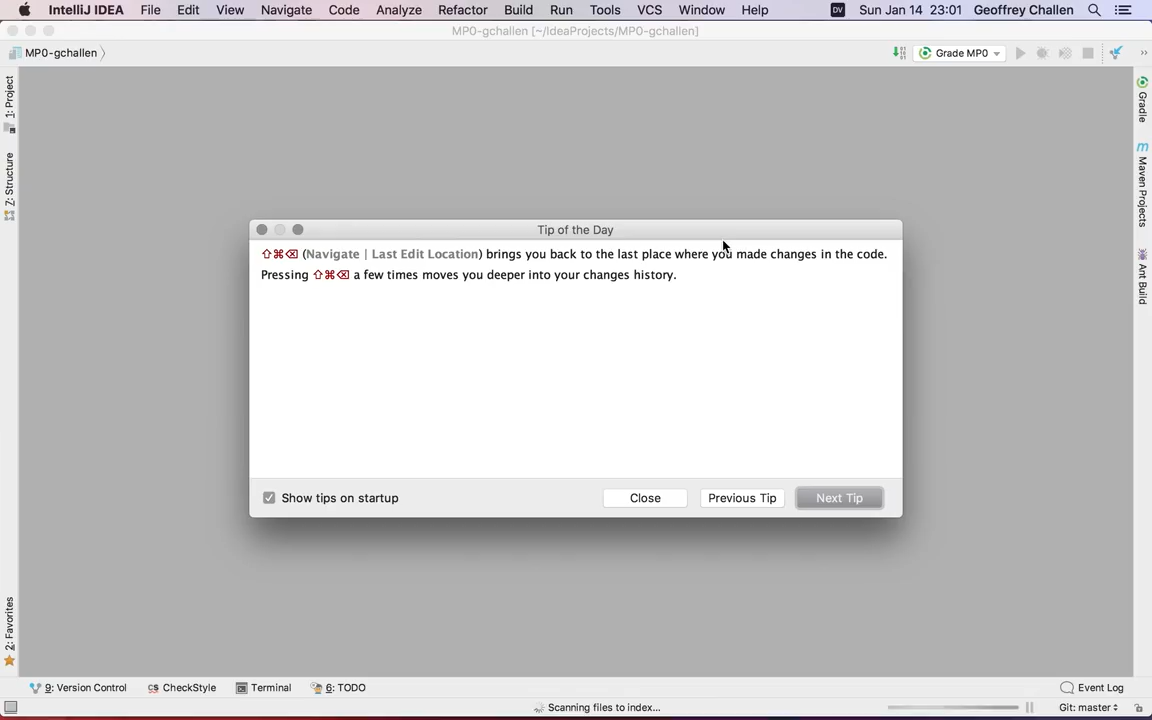 IntelliJ IDEA File Edit View Navigate Code Analyze Refactor Build Run Tools VCS Window Help DV Sun Jan 14 23:01 Geoffrey Challen
MP0-gchallen [~/IdeaProjects/MP0-gchallen]
MP0-gchallen Grade MP0
1: Project
Z: Structure
2: Favorites
Gradle
m Maven Projects
Ant Build
Tip of the Day
⇧⌘⌫ (Navigate | Last Edit Location) brings you back to the last place where you made changes in the code.
Pressing ⇧⌘⌫ a few times moves you deeper into your changes history.
Show tips on startup Close Previous Tip Next Tip
9: Version Control CS CheckStyle Terminal 6: TODO Event Log
Scanning files to index... Git: master